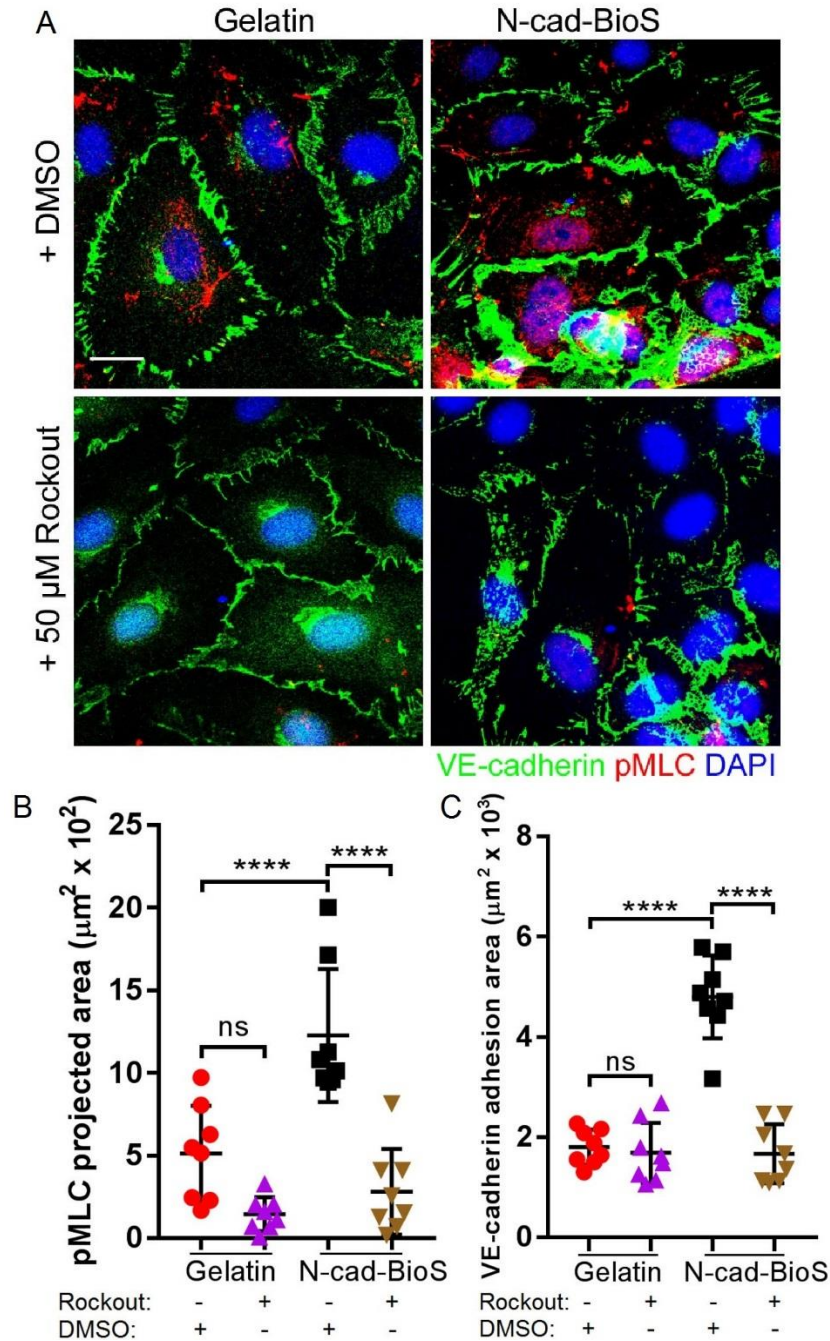 A Gelatin N-cad-BioS
+ DMSO
+ 50 µM Rockout
VE-cadherin pMLC DAPI
B
pMLC projected area (µm² x 10²)
25
20
15
10
5
0
**** ****
ns
Gelatin N-cad-BioS
Rockout: - + - +
DMSO: + - + -
C
VE-cadherin adhesion area (µm² x 10³)
8
6
4
2
0
**** ****
ns
Gelatin N-cad-BioS
Rockout: - + - +
DMSO: + - + -